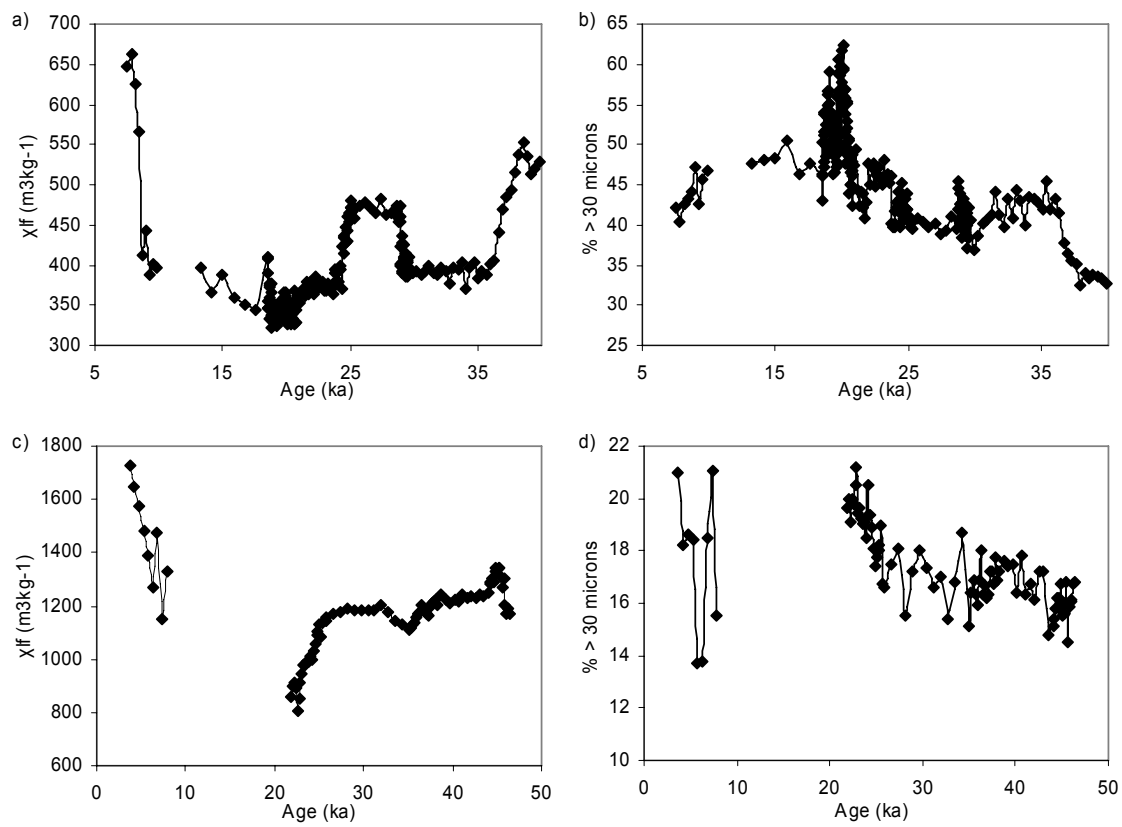 a)
χlf (m3kg-1)
700
650
600
550
500
450
400
350
300
5 15 25 35
Age (ka)
b)
% > 30 microns
65
60
55
50
45
40
35
30
25
5 15 25 35
Age (ka)
c)
χlf (m3kg-1)
1800
1600
1400
1200
1000
800
600
0 10 20 30 40 50
Age (ka)
d)
% > 30 microns
22
20
18
16
14
12
10
0 10 20 30 40 50
Age (ka)